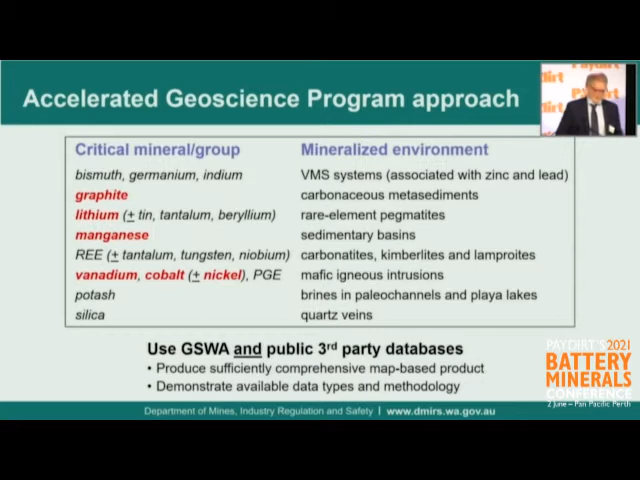 Accelerated Geoscience Program approach
Critical mineral/group Mineralized environment
bismuth, germanium, indium VMS systems (associated with zinc and lead)
graphite carbonaceous metasediments
lithium (± tin, tantalum, beryllium) rare-element pegmatites
manganese sedimentary basins
REE (± tantalum, tungsten, niobium) carbonatites, kimberlites and lamproites
vanadium, cobalt (± nickel), PGE mafic igneous intrusions
potash brines in paleochannels and playa lakes
silica quartz veins
Use GSWA and public 3rd party databases
• Produce sufficiently comprehensive map-based product
• Demonstrate available data types and methodology
PAYDIRT'S 2021
BATTERY
MINERALS
CONFERENCE
2 June – Pan Pacific Perth
Department of Mines, Industry Regulation and Safety | www.dmirs.wa.gov.au